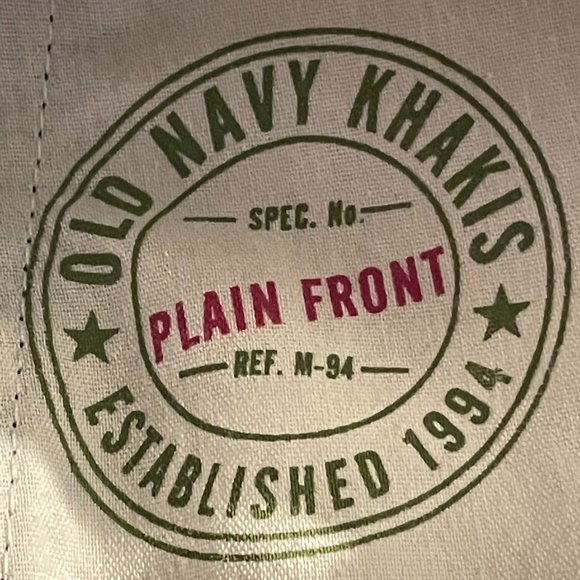 OLD NAVY KHAKIS
SPEC. No.
PLAIN FRONT
REF. M-94
ESTABLISHED 1994